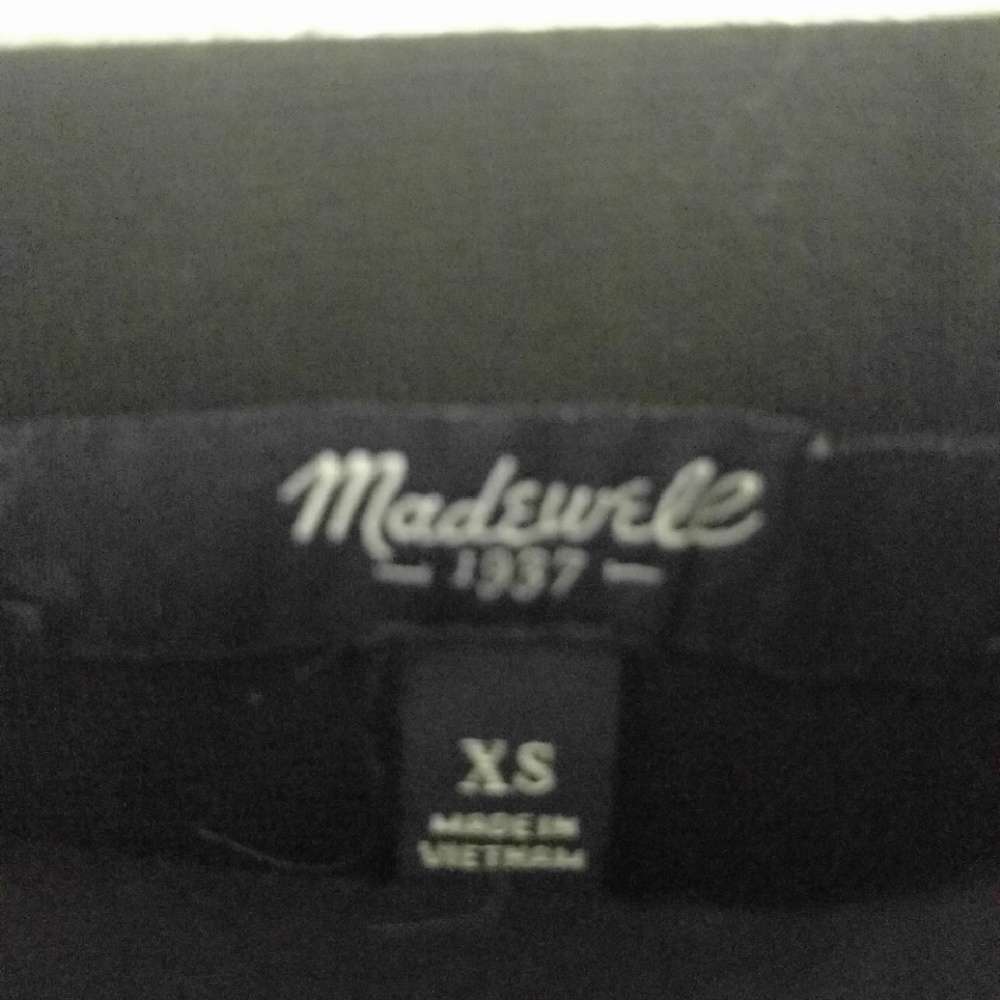 Madewell
— 1937 —
XS
MADE IN
VIETNAM